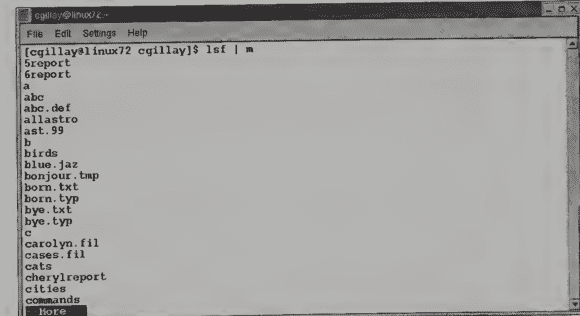 cgillay@linux72:~
File Edit Settings Help
[cgillay@linux72 cgillay]$ lsf | m
5report
6report
a
abc
abc.def
allastro
ast.99
b
birds
blue.jaz
bonjour.tmp
born.txt
born.typ
bye.txt
bye.typ
c
carolyn.fil
cases.fil
cats
cherylreport
cities
commands
--More--